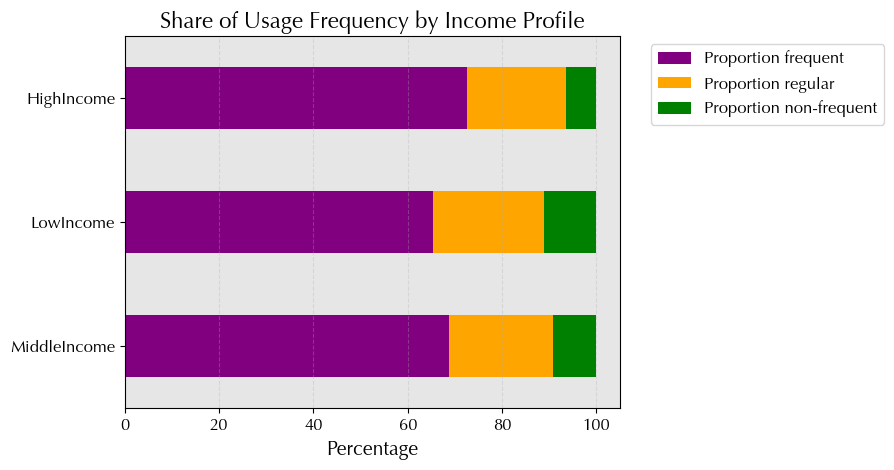 Share of Usage Frequency by Income Profile
Proportion frequent
Proportion regular
Proportion non-frequent
HighIncome
LowIncome
MiddleIncome
0 20 40 60 80 100
Percentage